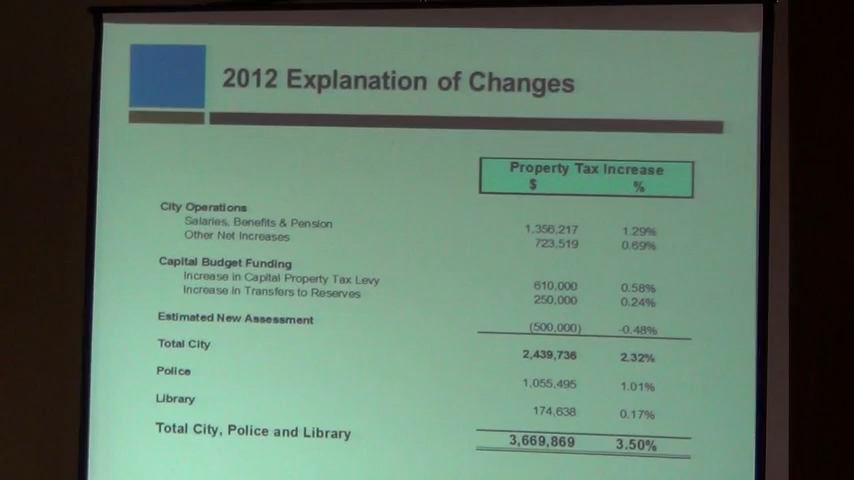 2012 Explanation of Changes
Property Tax Increase
$ %
City Operations
Salaries, Benefits & Pension 1,356,217 1.29%
Other Net Increases 723,519 0.69%
Capital Budget Funding
Increase in Capital Property Tax Levy 610,000 0.58%
Increase in Transfers to Reserves 250,000 0.24%
Estimated New Assessment (500,000) -0.48%
Total City 2,439,736 2.32%
Police 1,055,495 1.01%
Library 174,638 0.17%
Total City, Police and Library 3,669,869 3.50%